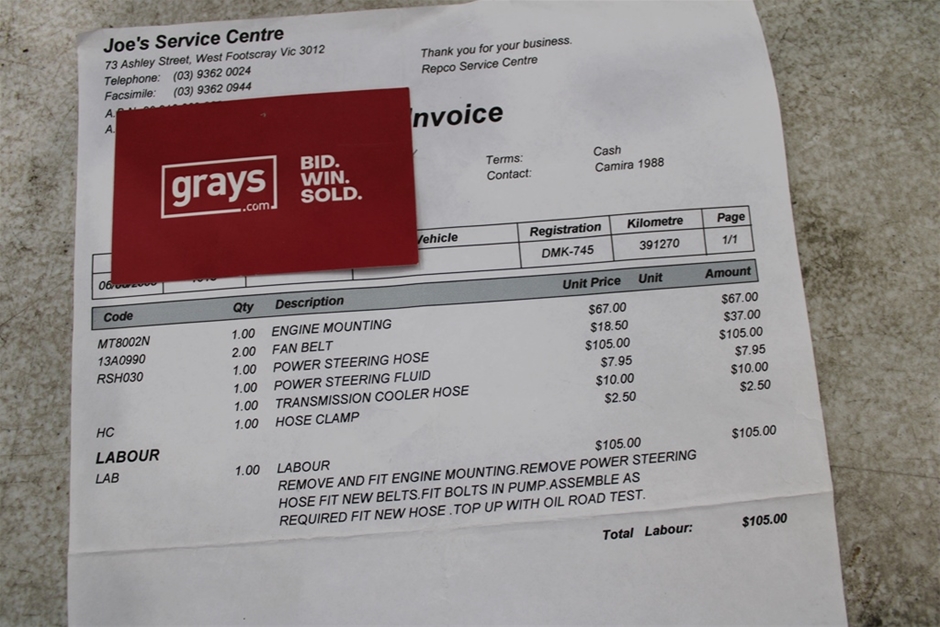 Joe's Service Centre
73 Ashley Street, West Footscray Vic 3012
Telephone: (03) 9362 0024
Facsimile: (03) 9362 0944
Thank you for your business.
Repco Service Centre
Invoice
Terms: Cash
Contact: Camira 1988
grays
.com
BID.
WIN.
SOLD.
Vehicle Registration Kilometre Page
DMK-745 391270 1/1
Code Qty Description Unit Price Unit Amount
MT8002N 1.00 ENGINE MOUNTING $67.00 $67.00
13A0990 2.00 FAN BELT $18.50 $37.00
RSH030 1.00 POWER STEERING HOSE $105.00 $105.00
1.00 POWER STEERING FLUID $7.95 $7.95
1.00 TRANSMISSION COOLER HOSE $10.00 $10.00
HC 1.00 HOSE CLAMP $2.50 $2.50
LABOUR
LAB 1.00 LABOUR $105.00 $105.00
REMOVE AND FIT ENGINE MOUNTING.REMOVE POWER STEERING
HOSE FIT NEW BELTS.FIT BOLTS IN PUMP.ASSEMBLE AS
REQUIRED FIT NEW HOSE .TOP UP WITH OIL ROAD TEST.
Total Labour: $105.00